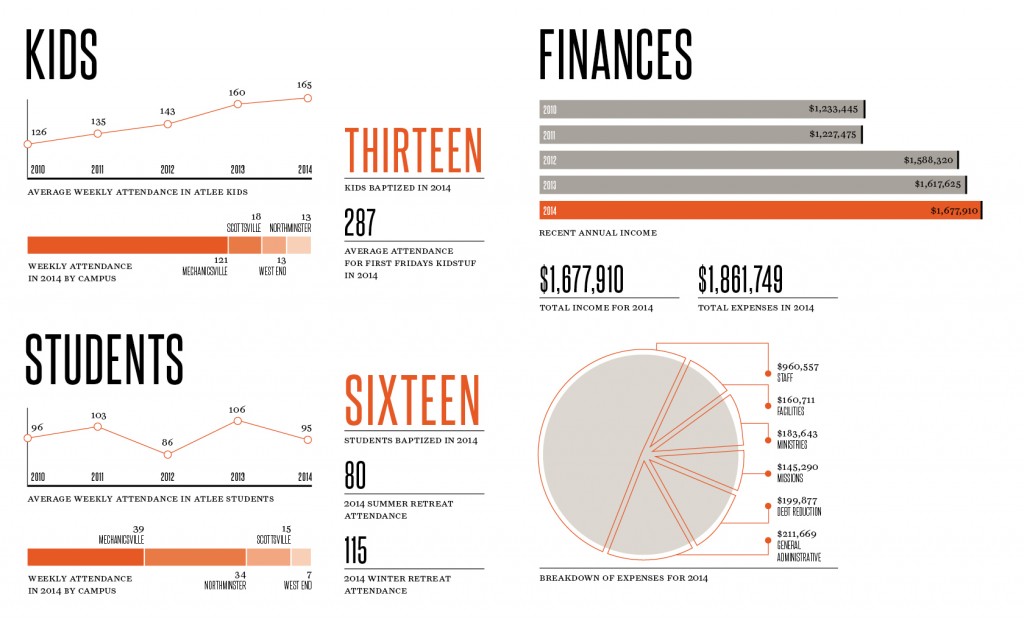 KIDS
165
160
143
135
126
2010 2011 2012 2013 2014
AVERAGE WEEKLY ATTENDANCE IN ATLEE KIDS
18 13
SCOTTSVILLE NORTHMINSTER
121 13
MECHANICSVILLE WEST END
WEEKLY ATTENDANCE
IN 2014 BY CAMPUS
THIRTEEN
KIDS BAPTIZED IN 2014
287
AVERAGE ATTENDANCE
FOR FIRST FRIDAYS KIDSTUF
IN 2014
STUDENTS
96 103 86 106 95
2010 2011 2012 2013 2014
AVERAGE WEEKLY ATTENDANCE IN ATLEE STUDENTS
39 15
MECHANICSVILLE SCOTTSVILLE
34 7
NORTHMINSTER WEST END
WEEKLY ATTENDANCE
IN 2014 BY CAMPUS
SIXTEEN
STUDENTS BAPTIZED IN 2014
80
2014 SUMMER RETREAT
ATTENDANCE
115
2014 WINTER RETREAT
ATTENDANCE
FINANCES
2010 $1,233,445
2011 $1,227,475
2012 $1,588,320
2013 $1,617,625
2014 $1,677,910
RECENT ANNUAL INCOME
$1,677,910
TOTAL INCOME FOR 2014
$1,861,749
TOTAL EXPENSES IN 2014
$960,557
STAFF
$160,711
FACILITIES
$183,643
MINISTRIES
$145,290
MISSIONS
$199,877
DEBT REDUCTION
$211,669
GENERAL
ADMINISTRATIVE
BREAKDOWN OF EXPENSES FOR 2014